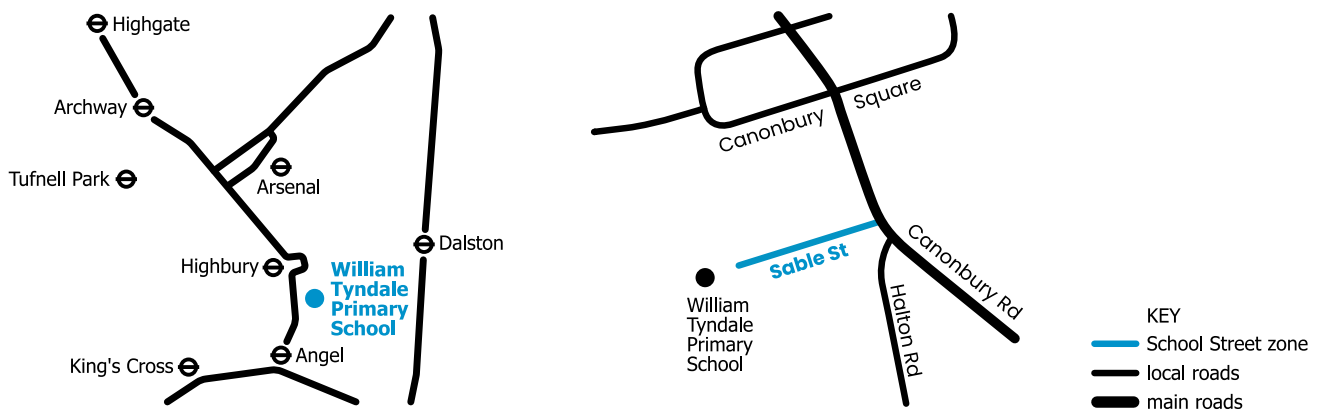 Highgate
Archway
Tufnell Park
Arsenal
Highbury
Dalston
William
Tyndale
Primary
School
King's Cross
Angel
Canonbury
Square
Sable St
Canonbury Rd
Halton Rd
William
Tyndale
Primary
School
KEY
School Street zone
local roads
main roads